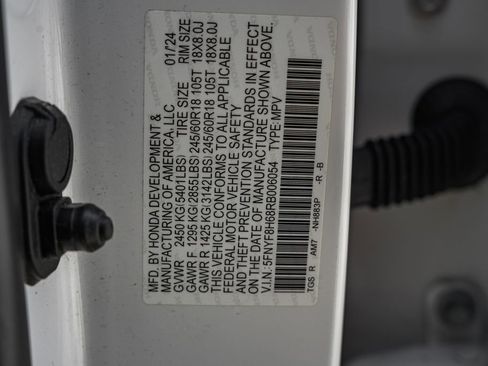 MFD. BY HONDA DEVELOPMENT &
MANUFACTURING OF AMERICA, LLC 01/24
TIRE SIZE RIM SIZE
GVWR 2450 KG(5401LBS)
GAWR F 1295 KG(2855LBS) 245/60R18 105T 18X8.0J
GAWR R 1425 KG(3142LBS) 245/60R18 105T 18X8.0J
THIS VEHICLE CONFORMS TO ALL APPLICABLE
FEDERAL MOTOR VEHICLE SAFETY
AND THEFT PREVENTION STANDARDS IN EFFECT
ON THE DATE OF MANUFACTURE SHOWN ABOVE.
V.I.N.: 5FNYF8H68RB006054 TYPE:MPV
TGS R AM7 -NH883P -R -B